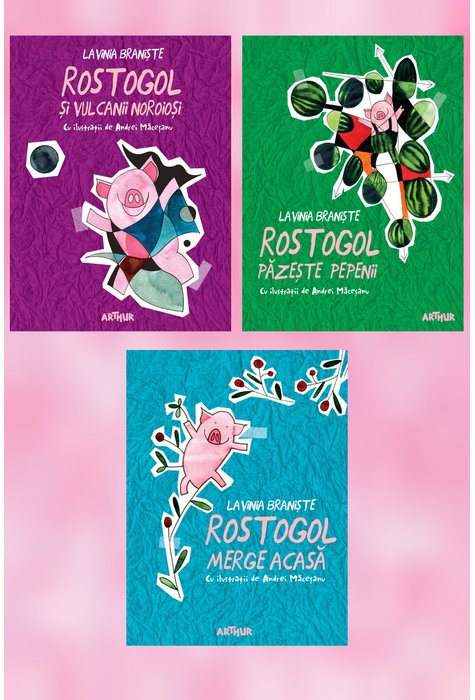 LAVINIA BRANIȘTE
ROSTOGOL
ȘI VULCANII NOROIOȘI
Cu ilustrații de Andrei Măceșanu
ARTHUR
LAVINIA BRANIȘTE
ROSTOGOL
PĂZEȘTE PEPENII
Cu ilustrații de Andrei Măceșanu
ARTHUR
LAVINIA BRANIȘTE
ROSTOGOL
MERGE ACASĂ
Cu ilustrații de Andrei Măceșanu
ARTHUR